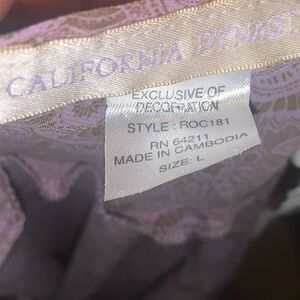 CALIFORNIA DYNASTY
EXCLUSIVE OF
DECORATION
STYLE : ROC181
RN 64211
MADE IN CAMBODIA
SIZE: L